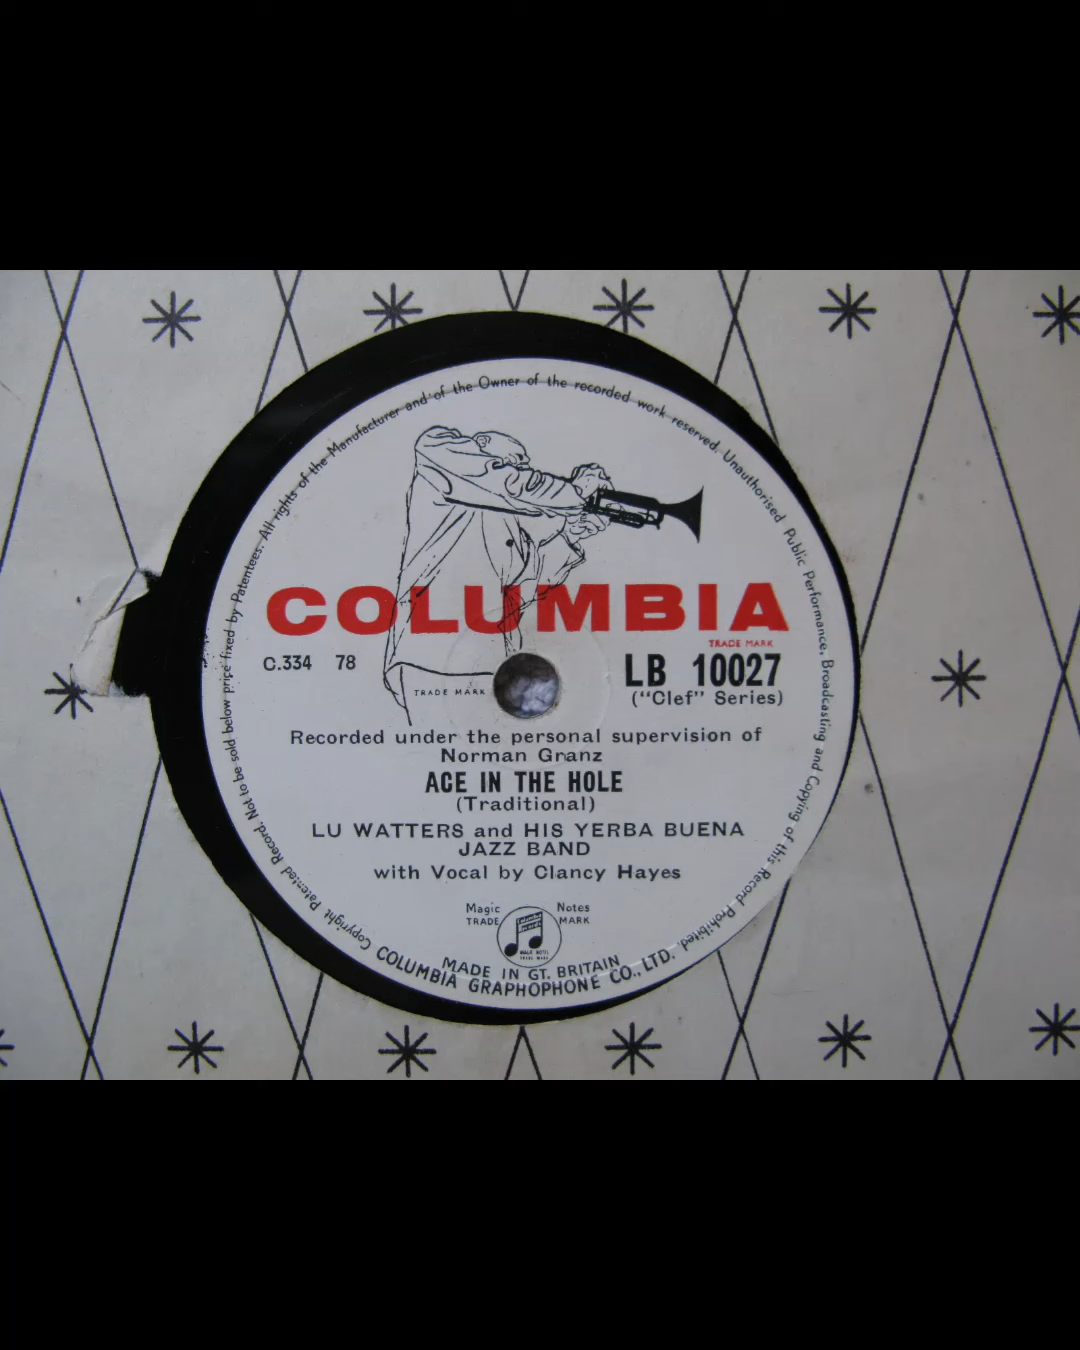 Copyright Patented Record. Not to be sold below price fixed by Patentees. All rights of the Manufacturer and of the Owner of the recorded work reserved. Unauthorised Public Performance, Broadcasting and Copying of this Record Prohibited.
COLUMBIA
TRADE MARK
C.334 78
LB 10027
TRADE MARK
("Clef" Series)
Recorded under the personal supervision of
Norman Granz
ACE IN THE HOLE
(Traditional)
LU WATTERS and HIS YERBA BUENA
JAZZ BAND
with Vocal by Clancy Hayes
Magic Notes
TRADE MARK
MAGIC NOTES
TRADE MARK
MADE IN GT. BRITAIN
COLUMBIA GRAPHOPHONE CO., LTD.